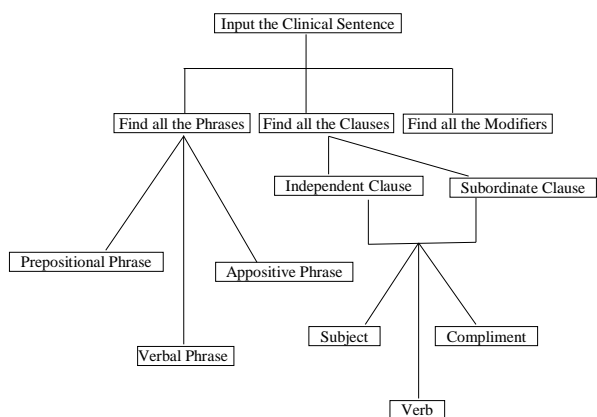 Input the Clinical Sentence
Find all the Phrases
Find all the Clauses
Find all the Modifiers
Independent Clause
Subordinate Clause
Prepositional Phrase
Appositive Phrase
Subject
Compliment
Verbal Phrase
Verb